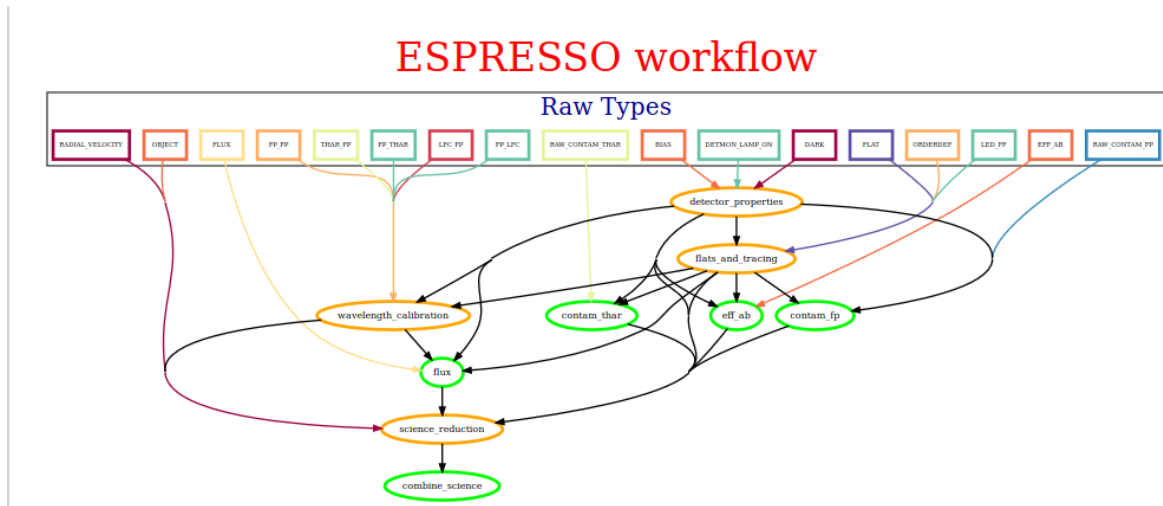 ESPRESSO workflow
Raw Types
RADIAL_VELOCITY OBJECT FLUX FP_FP THAR_FP FP_THAR LFC_FP FP_LFC RAW_CONTAM_THAR BIAS DETMON_LAMP_ON DARK FLAT ORDERDEF LED_FF EFF_AB RAW_CONTAM_FP
detector_properties
flats_and_tracing
wavelength_calibration contam_thar eff_ab contam_fp
flux
science_reduction
combine_science